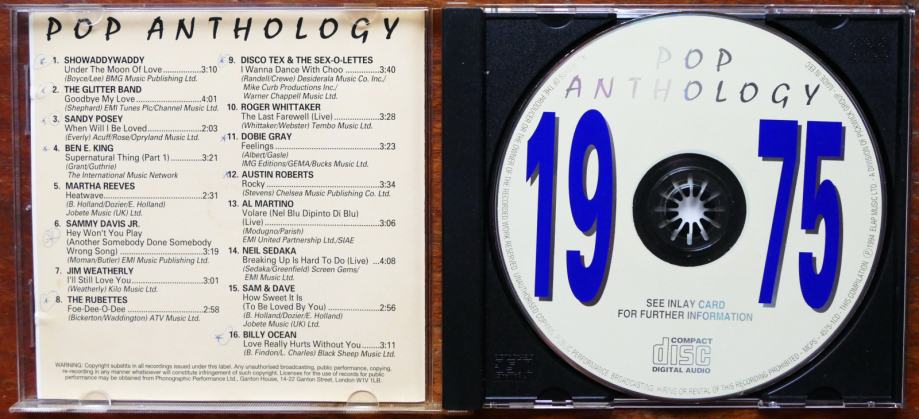 POP ANTHOLOGY
1. SHOWADDYWADDY
Under The Moon Of Love...............3:10
(Boyce/Lee) BMG Music Publishing Ltd.
2. THE GLITTER BAND
Goodbye My Love......................4:01
(Shephard) EMI Tunes Plc/Channel Music Ltd.
3. SANDY POSEY
When Will I Be Loved.................2:03
(Everly) Acuff/Rose/Opryland Music Ltd.
4. BEN E. KING
Supernatural Thing (Part 1)..........3:21
(Grant/Guthrie)
The International Music Network
5. MARTHA REEVES
Heatwave.............................2:31
(B. Holland/Dozier/E. Holland)
Jobete Music (UK) Ltd.
6. SAMMY DAVIS JR.
Hey Won't You Play
(Another Somebody Done Somebody
Wrong Song)..........................3:19
(Moman/Butler) EMI Music Publishing Ltd.
7. JIM WEATHERLY
I'll Still Love You..................3:01
(Weatherly) Kilo Music Ltd.
8. THE RUBETTES
Foe-Dee-O-Dee........................2:58
(Bickerton/Waddington) ATV Music Ltd.
9. DISCO TEX & THE SEX-O-LETTES
I Wanna Dance With Choo..............3:40
(Randell/Crewe) Desiderala Music Co. Inc./
Mike Curb Productions Inc./
Warner Chappell Music Ltd.
10. ROGER WHITTAKER
The Last Farewell (Live).............3:28
(Whittaker/Webster) Tembo Music Ltd.
11. DOBIE GRAY
Feelings.............................3:23
(Albert/Gasle)
IMG Editions/GEMA/Bucks Music Ltd.
12. AUSTIN ROBERTS
Rocky................................3:34
(Stevens) Chelsea Music Publishing Co. Ltd.
13. AL MARTINO
Volare (Nel Blu Dipinto Di Blu)
(Live)...............................3:06
(Modugno/Parish)
EMI United Partnership Ltd./SIAE
14. NEIL SEDAKA
Breaking Up Is Hard To Do (Live) ...4:08
(Sedaka/Greenfield) Screen Gems/
EMI Music Ltd.
15. SAM & DAVE
How Sweet It Is
(To Be Loved By You).................2:56
(B. Holland/Dozier/E. Holland)
Jobete Music (UK) Ltd.
16. BILLY OCEAN
Love Really Hurts Without You........3:11
(B. Findon/L. Charles) Black Sheep Music Ltd.
WARNING: Copyright subsists in all recordings issued under this label. Any unauthorised broadcasting, public performance, copying,
re-recording in any manner whatsoever will constitute infringement of such copyright. Licenses for the use of records for public
performance may be obtained from Phonographic Performance Ltd., Ganton House, 14-22 Ganton Street, London W1V 1LB.
POP
ANTHOLOGY
1975
SEE INLAY CARD
FOR FURTHER INFORMATION
COMPACT
disc
DIGITAL AUDIO